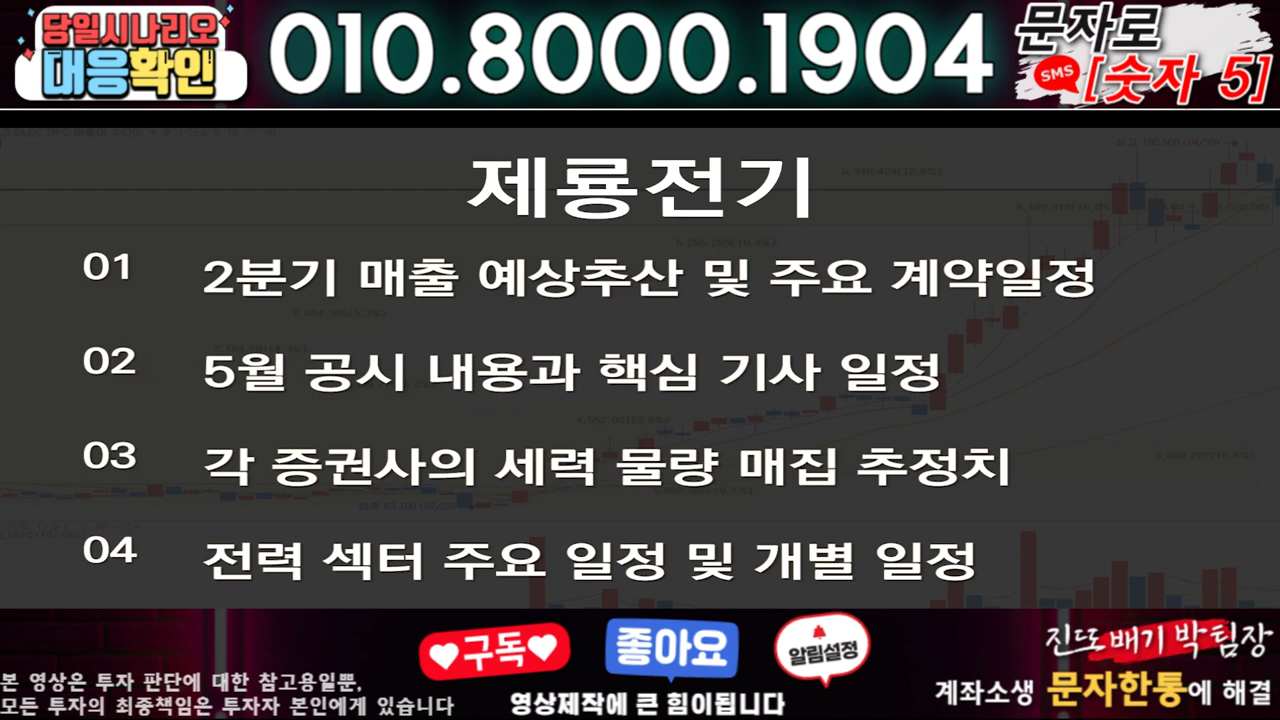 당일시나리오
대응확인
010.8000.1904
문자로
SMS
[숫자 5]
제룡전기
01 2분기 매출 예상추산 및 주요 계약일정
02 5월 공시 내용과 핵심 기사 일정
03 각 증권사의 세력 물량 매집 추정치
04 전력 섹터 주요 일정 및 개별 일정
구독
좋아요
알림설정
영상제작에 큰 힘이됩니다
본 영상은 투자 판단에 대한 참고용일뿐,
모든 투자의 최종책임은 투자자 본인에게 있습니다
진또배기 박팀장
계좌소생 문자한통에 해결